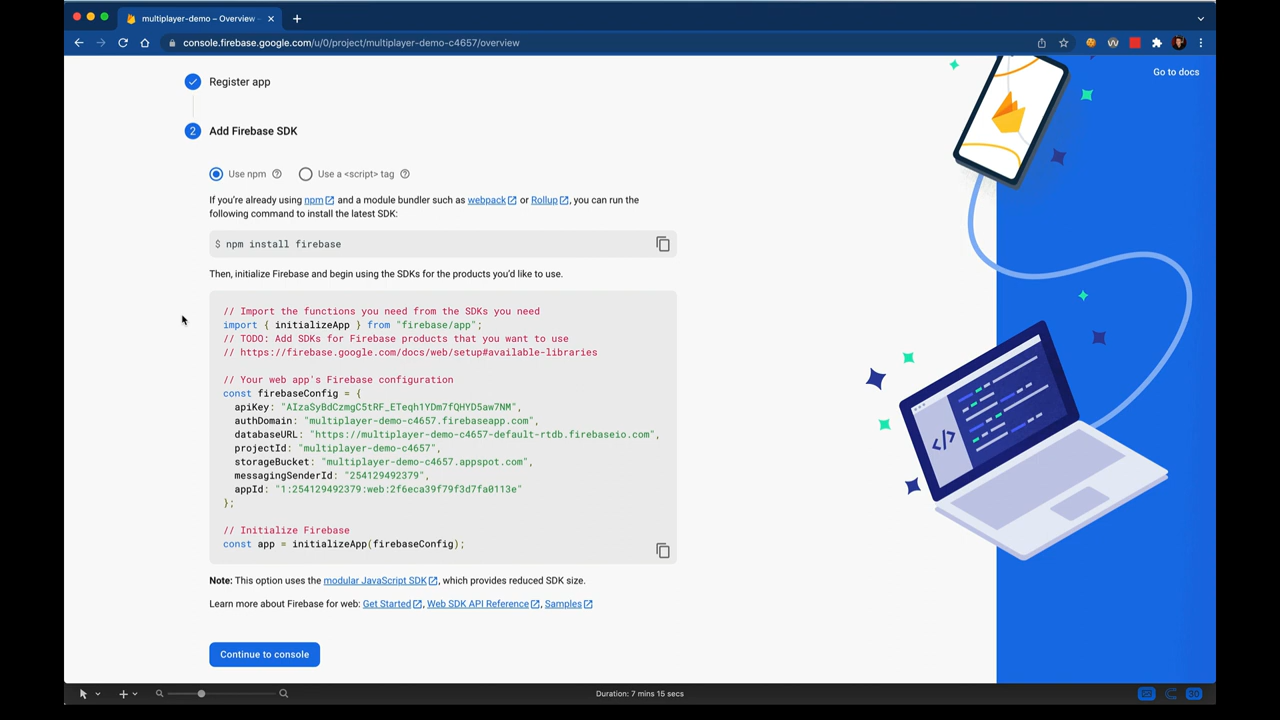 multiplayer-demo – Overview
console.firebase.google.com/u/0/project/multiplayer-demo-c4657/overview
Go to docs
Register app
2 Add Firebase SDK
Use npm Use a <script> tag
If you're already using npm and a module bundler such as webpack or Rollup, you can run the
following command to install the latest SDK:
$ npm install firebase
Then, initialize Firebase and begin using the SDKs for the products you'd like to use.
// Import the functions you need from the SDKs you need
import { initializeApp } from "firebase/app";
// TODO: Add SDKs for Firebase products that you want to use
// https://firebase.google.com/docs/web/setup#available-libraries
// Your web app's Firebase configuration
const firebaseConfig = {
apiKey: "AIzaSyBdCzmgC5tRF_ETeqh1YDm7fQHYD5aw7NM",
authDomain: "multiplayer-demo-c4657.firebaseapp.com",
databaseURL: "https://multiplayer-demo-c4657-default-rtdb.firebaseio.com",
projectId: "multiplayer-demo-c4657",
storageBucket: "multiplayer-demo-c4657.appspot.com",
messagingSenderId: "254129492379",
appId: "1:254129492379:web:2f6eca39f79f3d7fa0113e"
};
// Initialize Firebase
const app = initializeApp(firebaseConfig);
Note: This option uses the modular JavaScript SDK, which provides reduced SDK size.
Learn more about Firebase for web: Get Started, Web SDK API Reference, Samples
Continue to console
Duration: 7 mins 15 secs
30